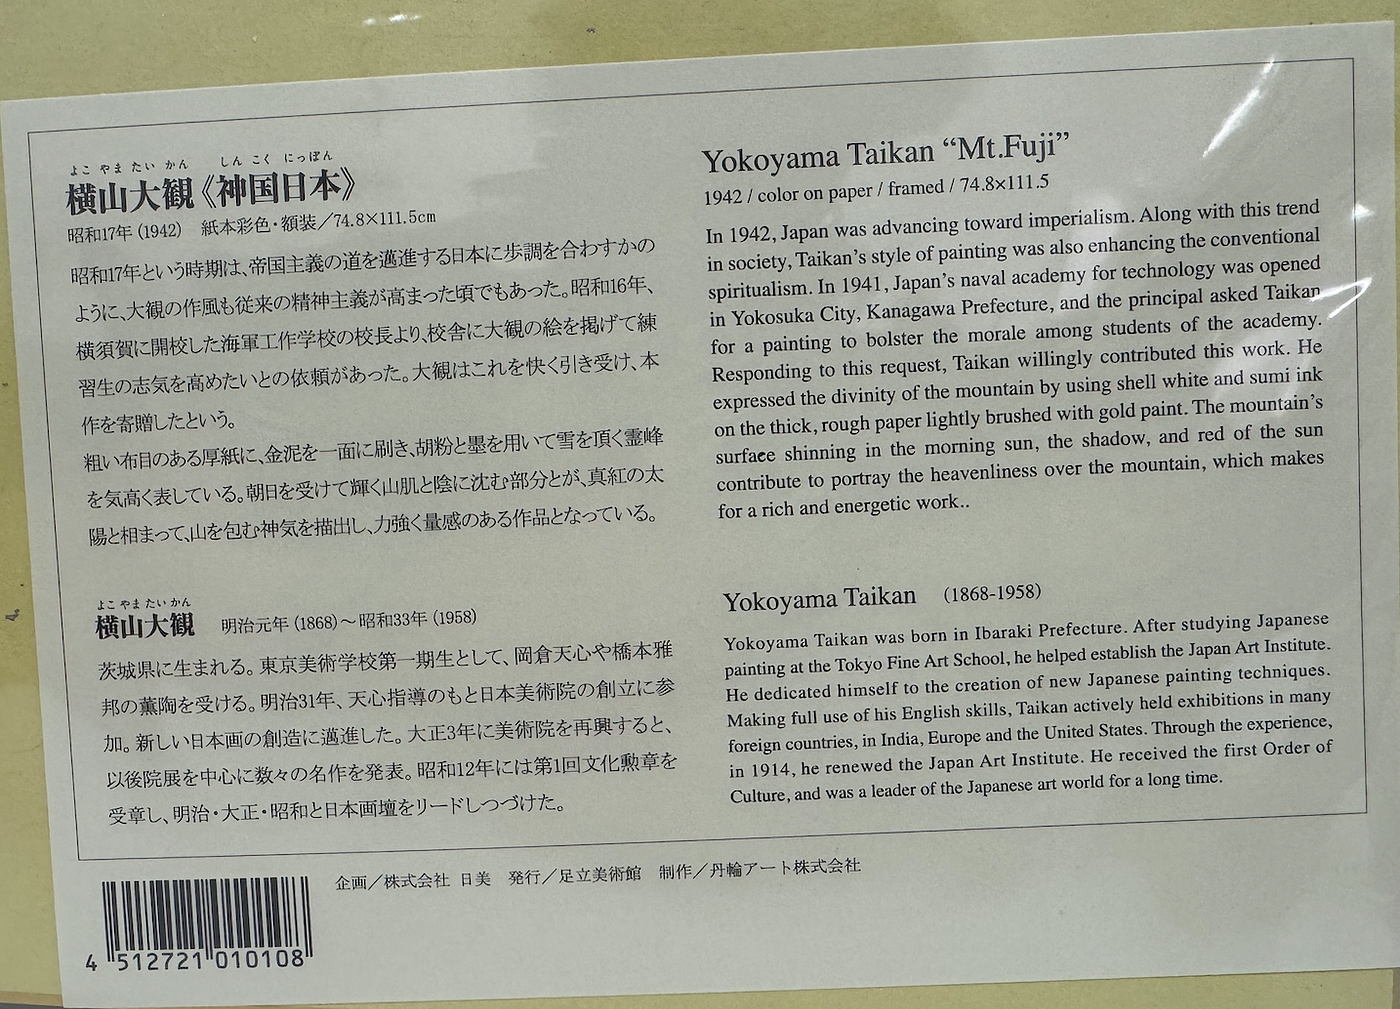 よこ やま たい かん しん こく にっぽん
横山大観《神国日本》
昭和17年 (1942) 紙本彩色・額装／74.8×111.5cm
昭和17年という時期は、帝国主義の道を邁進する日本に歩調を合わすかの
ように、大観の作風も従来の精神主義が高まった頃でもあった。昭和16年、
横須賀に開校した海軍工作学校の校長より、校舎に大観の絵を掲げて練
習生の志気を高めたいとの依頼があった。大観はこれを快く引き受け、本
作を寄贈したという。
粗い布目のある厚紙に、金泥を一面に刷き、胡粉と墨を用いて雪を頂く霊峰
を気高く表している。朝日を受けて輝く山肌と陰に沈む部分とが、真紅の太
陽と相まって、山を包む神気を描出し、力強く量感のある作品となっている。
よこ やま たい かん
横山大観 明治元年 (1868)～昭和33年 (1958)
茨城県に生まれる。東京美術学校第一期生として、岡倉天心や橋本雅
邦の薫陶を受ける。明治31年、天心指導のもと日本美術院の創立に参
加。新しい日本画の創造に邁進した。大正3年に美術院を再興すると、
以後院展を中心に数々の名作を発表。昭和12年には第1回文化勲章を
受章し、明治・大正・昭和と日本画壇をリードしつづけた。
Yokoyama Taikan “Mt.Fuji”
1942 / color on paper / framed / 74.8×111.5
In 1942, Japan was advancing toward imperialism. Along with this trend
in society, Taikan’s style of painting was also enhancing the conventional
spiritualism. In 1941, Japan’s naval academy for technology was opened
in Yokosuka City, Kanagawa Prefecture, and the principal asked Taikan
for a painting to bolster the morale among students of the academy.
Responding to this request, Taikan willingly contributed this work. He
expressed the divinity of the mountain by using shell white and sumi ink
on the thick, rough paper lightly brushed with gold paint. The mountain’s
surface shinning in the morning sun, the shadow, and red of the sun
contribute to portray the heavenliness over the mountain, which makes
for a rich and energetic work..
Yokoyama Taikan (1868-1958)
Yokoyama Taikan was born in Ibaraki Prefecture. After studying Japanese
painting at the Tokyo Fine Art School, he helped establish the Japan Art Institute.
He dedicated himself to the creation of new Japanese painting techniques.
Making full use of his English skills, Taikan actively held exhibitions in many
foreign countries, in India, Europe and the United States. Through the experience,
in 1914, he renewed the Japan Art Institute. He received the first Order of
Culture, and was a leader of the Japanese art world for a long time.
企画／株式会社 日美 発行／足立美術館 制作／丹輪アート株式会社
4 512721 010108